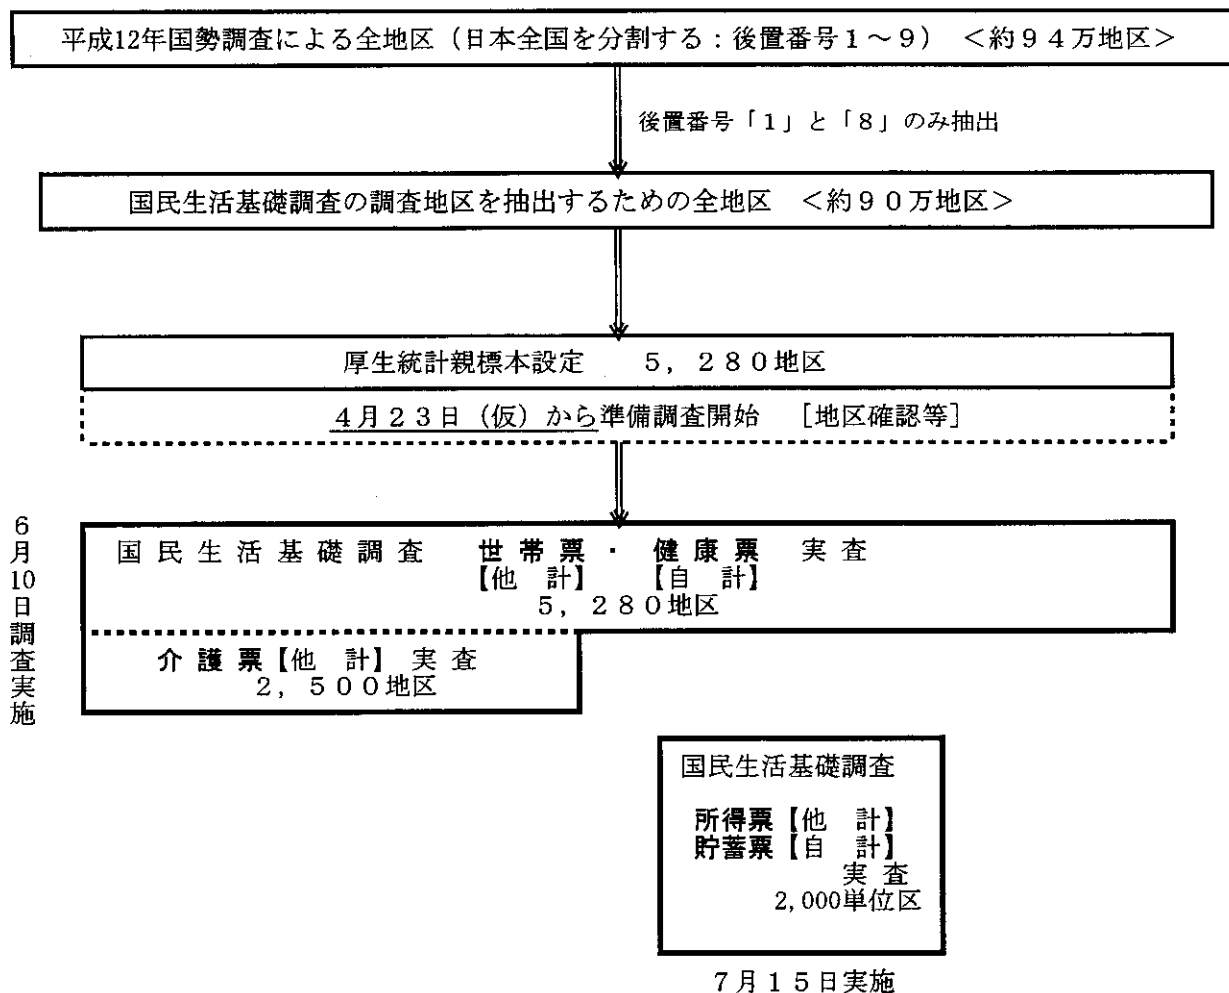 平成12年国勢調査による全地区（日本全国を分割する：後置番号１～９） ＜約９４万地区＞
後置番号「１」と「８」のみ抽出
国民生活基礎調査の調査地区を抽出するための全地区 ＜約９０万地区＞
厚生統計親標本設定 ５，２８０地区
４月２３日（仮）から準備調査開始 ［地区確認等］
6月10日調査実施
国民生活基礎調査 世帯票・健康票 実査
【他 計】 【自 計】
５，２８０地区
介護票【他 計】実査
２，５００地区
国民生活基礎調査
所得票【他 計】
貯蓄票【自 計】
実査
2,000単位区
７月１５日実施